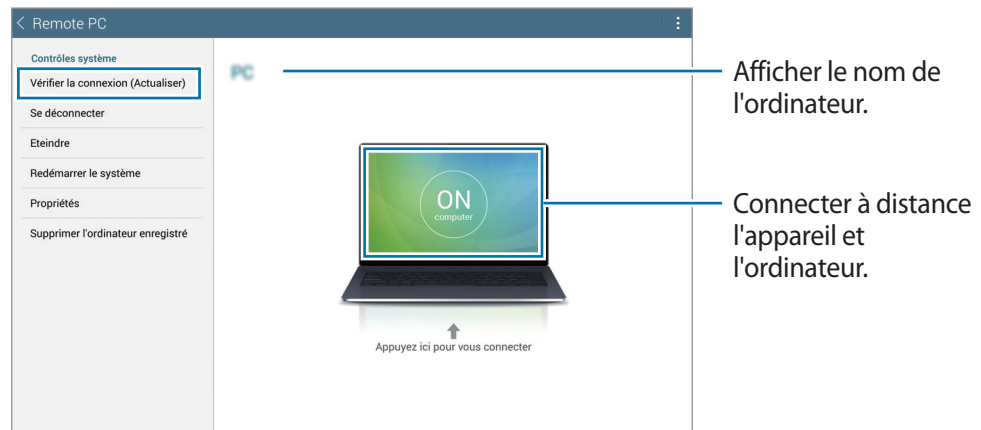 Remote PC
Contrôles système
Vérifier la connexion (Actualiser)
Se déconnecter
Eteindre
Redémarrer le système
Propriétés
Supprimer l'ordinateur enregistré
PC
ON
computer
Appuyez ici pour vous connecter
Afficher le nom de
l'ordinateur.
Connecter à distance
l'appareil et
l'ordinateur.